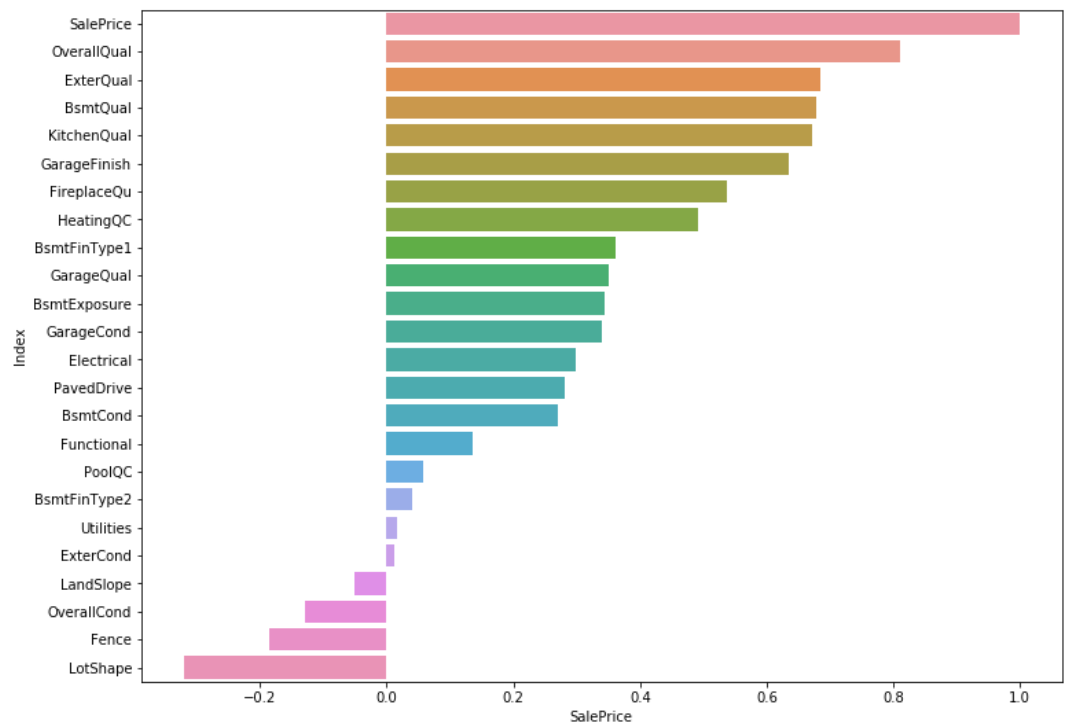 SalePrice
OverallQual
ExterQual
BsmtQual
KitchenQual
GarageFinish
FireplaceQu
HeatingQC
BsmtFinType1
GarageQual
BsmtExposure
GarageCond
Electrical
PavedDrive
BsmtCond
Functional
PoolQC
BsmtFinType2
Utilities
ExterCond
LandSlope
OverallCond
Fence
LotShape
Index
−0.2 0.0 0.2 0.4 0.6 0.8 1.0
SalePrice